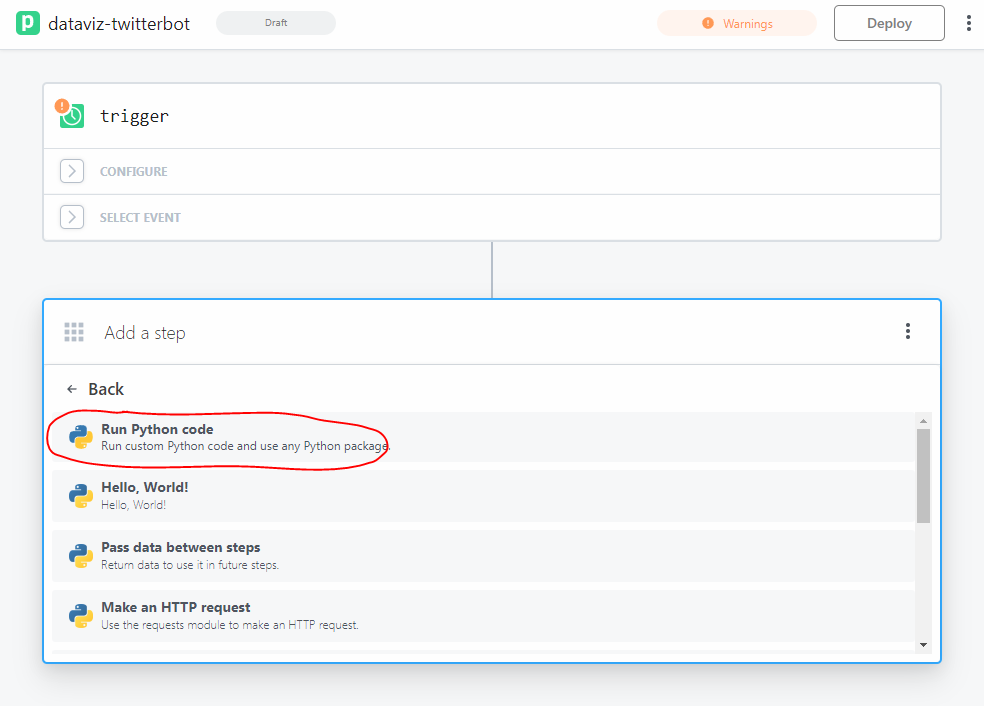 dataviz-twitterbot
Draft
Warnings
Deploy
trigger
CONFIGURE
SELECT EVENT
Add a step
Back
Run Python code
Run custom Python code and use any Python package.
Hello, World!
Hello, World!
Pass data between steps
Return data to use it in future steps.
Make an HTTP request
Use the requests module to make an HTTP request.